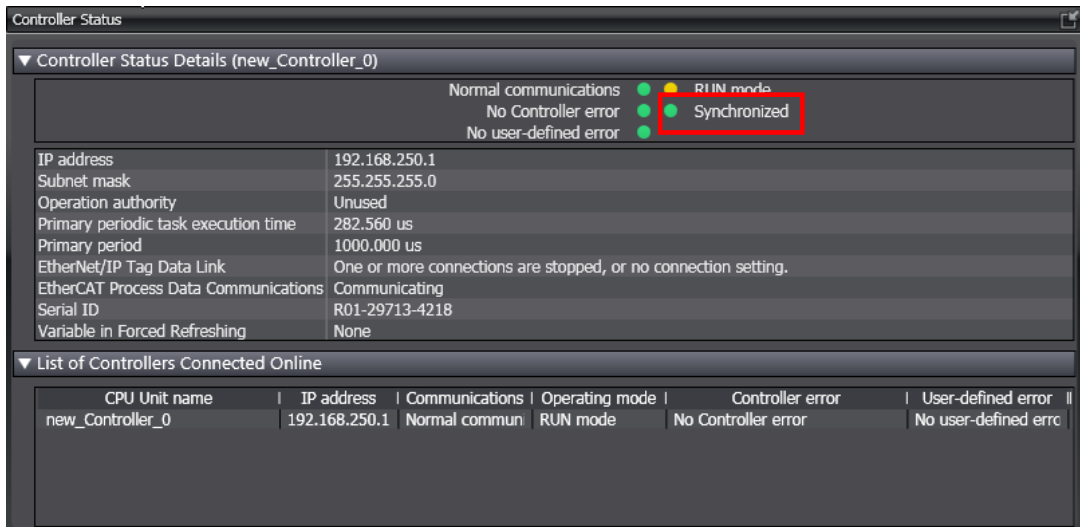 Controller Status
▼ Controller Status Details (new_Controller_0)
Normal communications RUN mode
No Controller error Synchronized
No user-defined error
IP address 192.168.250.1
Subnet mask 255.255.255.0
Operation authority Unused
Primary periodic task execution time 282.560 us
Primary period 1000.000 us
EtherNet/IP Tag Data Link One or more connections are stopped, or no connection setting.
EtherCAT Process Data Communications Communicating
Serial ID R01-29713-4218
Variable in Forced Refreshing None
▼ List of Controllers Connected Online
CPU Unit name | IP address | Communications | Operating mode | Controller error | User-defined error
new_Controller_0 192.168.250.1 Normal commun RUN mode No Controller error No user-defined erro